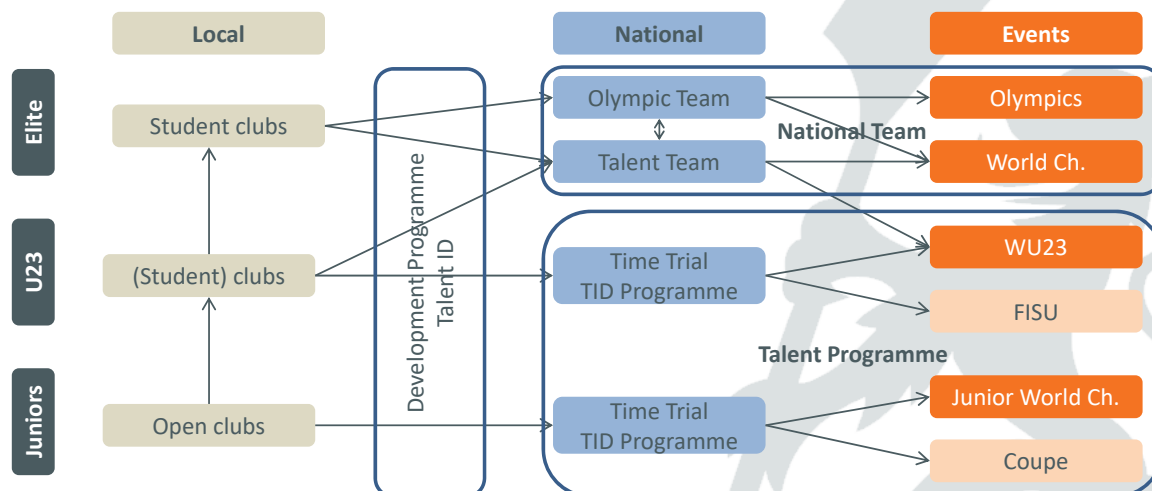 Local
National
Events
Elite
Student clubs
Olympic Team
Olympics
National Team
Talent Team
World Ch.
Development Programme
Talent ID
U23
(Student) clubs
Time Trial
TID Programme
WU23
FISU
Talent Programme
Juniors
Open clubs
Time Trial
TID Programme
Junior World Ch.
Coupe